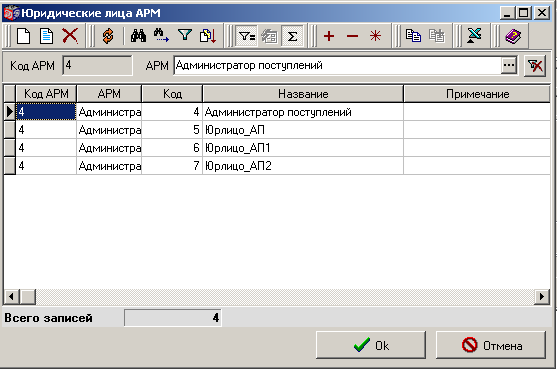 Юридические лица АРМ
Код АРМ 4 АРМ Администратор поступлений ...
Код АРМ АРМ Код Название Примечание
4 Администра 4 Администратор поступлений
4 Администра 5 Юрлицо_АП
4 Администра 6 Юрлицо_АП1
4 Администра 7 Юрлицо_АП2
Всего записей 4
Ok Отмена